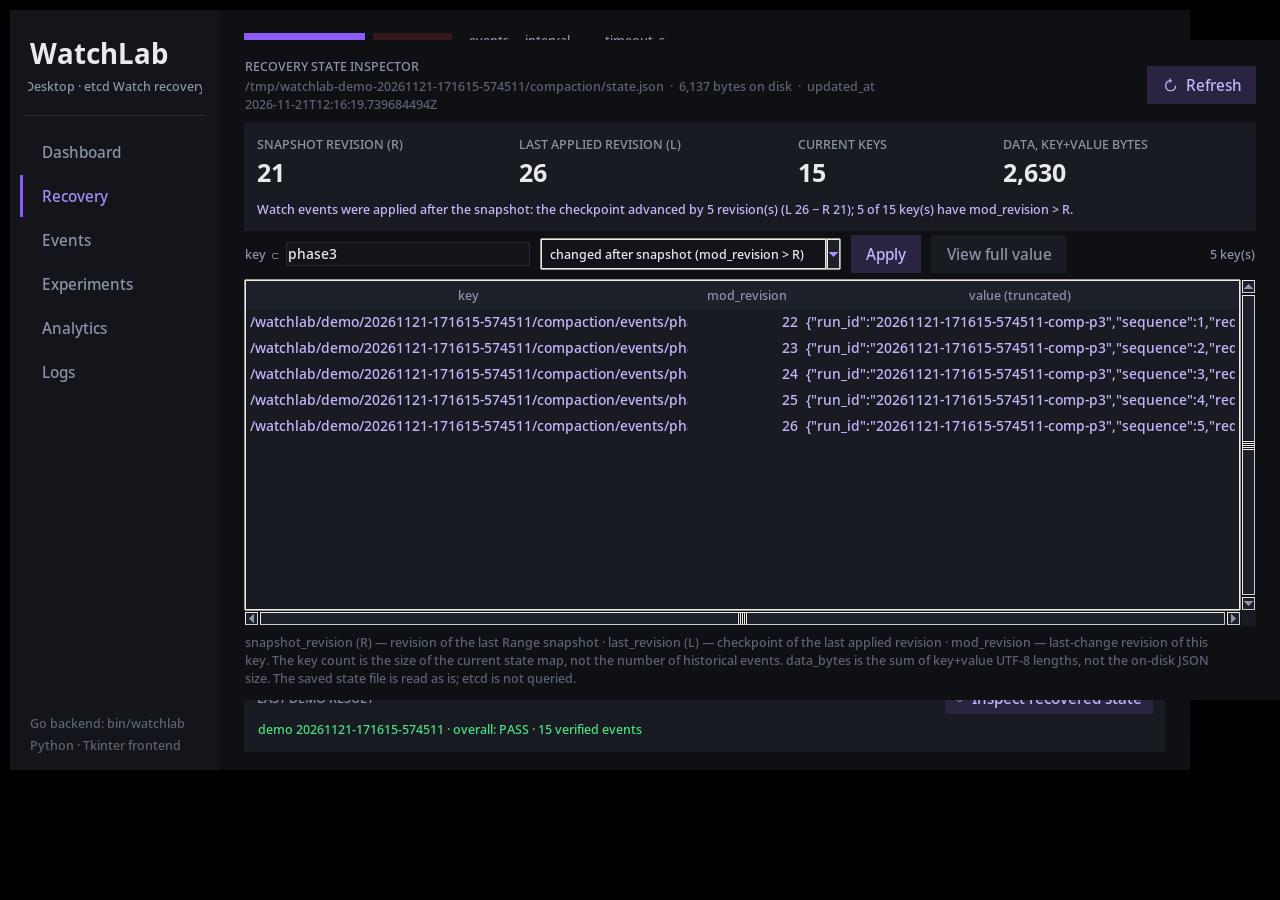 WatchLab
Desktop · etcd Watch recovery
Dashboard
Recovery
Events
Experiments
Analytics
Logs
Go backend: bin/watchlab
Python · Tkinter frontend
events interval timeout s
RECOVERY STATE INSPECTOR
/tmp/watchlab-demo-20261121-171615-574511/compaction/state.json · 6,137 bytes on disk · updated_at
2026-11-21T12:16:19.739684494Z
Refresh
SNAPSHOT REVISION (R) LAST APPLIED REVISION (L) CURRENT KEYS DATA, KEY+VALUE BYTES
21 26 15 2,630
Watch events were applied after the snapshot: the checkpoint advanced by 5 revision(s) (L 26 − R 21); 5 of 15 key(s) have mod_revision > R.
key ⊂ phase3 changed after snapshot (mod_revision > R) Apply View full value 5 key(s)
key mod_revision value (truncated)
/watchlab/demo/20261121-171615-574511/compaction/events/ph 22 {"run_id":"20261121-171615-574511-comp-p3","sequence":1,"rec
/watchlab/demo/20261121-171615-574511/compaction/events/ph 23 {"run_id":"20261121-171615-574511-comp-p3","sequence":2,"rec
/watchlab/demo/20261121-171615-574511/compaction/events/ph 24 {"run_id":"20261121-171615-574511-comp-p3","sequence":3,"rec
/watchlab/demo/20261121-171615-574511/compaction/events/ph 25 {"run_id":"20261121-171615-574511-comp-p3","sequence":4,"rec
/watchlab/demo/20261121-171615-574511/compaction/events/ph 26 {"run_id":"20261121-171615-574511-comp-p3","sequence":5,"rec
snapshot_revision (R) — revision of the last Range snapshot · last_revision (L) — checkpoint of the last applied revision · mod_revision — last-change revision of this
key. The key count is the size of the current state map, not the number of historical events. data_bytes is the sum of key+value UTF-8 lengths, not the on-disk JSON
size. The saved state file is read as is; etcd is not queried.
LAST DEMO RESULT Inspect recovered state
demo 20261121-171615-574511 · overall: PASS · 15 verified events